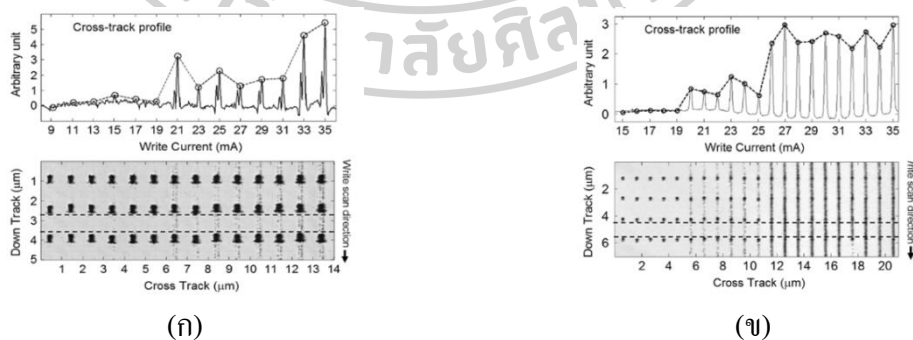 Cross-track profile
Arbitrary unit
5
4
3
2
1
0
9 11 13 15 17 19 21 23 25 27 29 31 33 35
Write Current (mA)
Down Track (μm)
1
2
3
4
5
1 2 3 4 5 6 7 8 9 10 11 12 13 14
Cross Track (μm)
Write scan direction
(ก)
Cross-track profile
Arbitrary unit
3
2
1
0
15 17 19 21 23 25 27 29 31 33 35
Write Current (mA)
Down Track (μm)
2
4
6
2 4 6 8 10 12 14 16 18 20
Cross Track (μm)
rite scan direction
(ข)